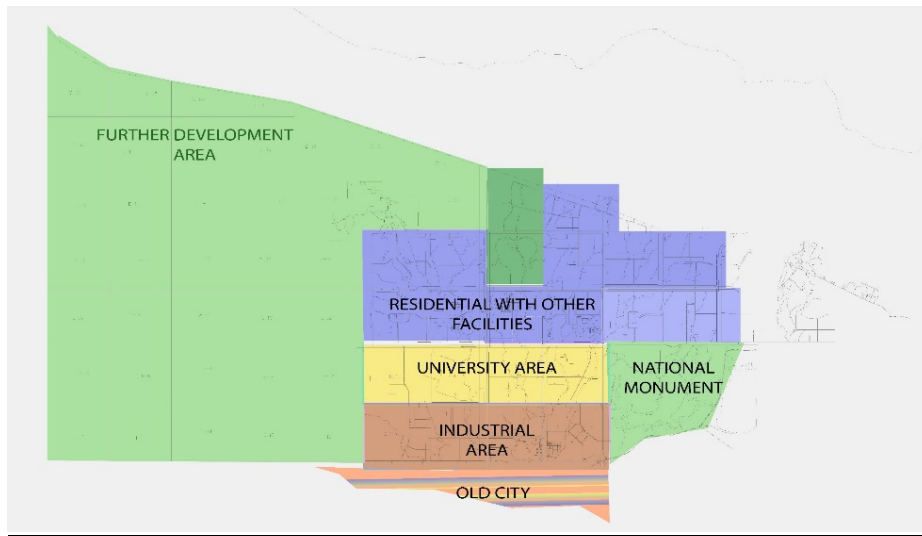 FURTHER DEVELOPMENT
AREA
RESIDENTIAL WITH OTHER
FACILITIES
UNIVERSITY AREA
NATIONAL
MONUMENT
INDUSTRIAL
AREA
OLD CITY